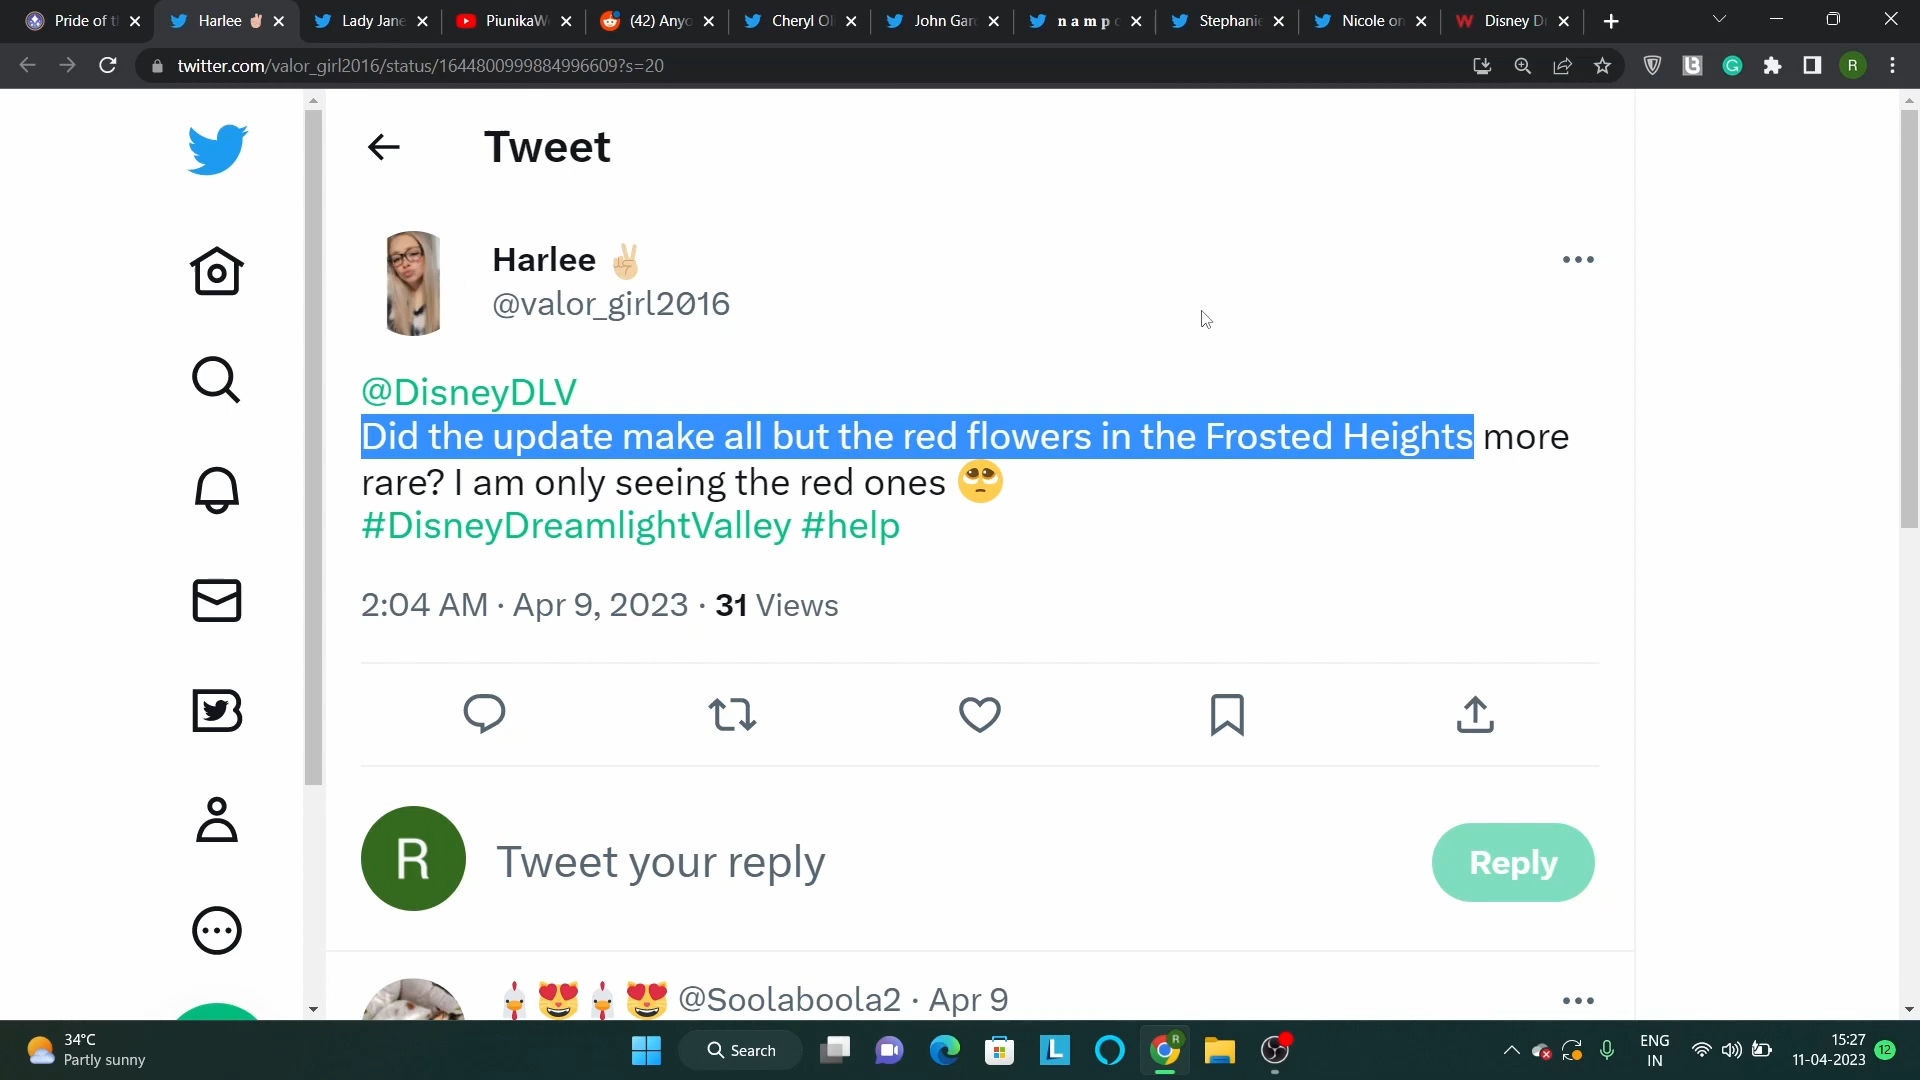 Pride of t
Harlee
Lady Jane
PiunikaW
(42) Anyo
Cheryl Ol
John Gar
n a m p
Stephanie
Nicole on
Disney D
twitter.com/valor_girl2016/status/1644800999884996609?s=20
R
Tweet
Harlee ✌🏼
@valor_girl2016
@DisneyDLV
Did the update make all but the red flowers in the Frosted Heights more
rare? I am only seeing the red ones 🥺
#DisneyDreamlightValley #help
2:04 AM · Apr 9, 2023 · 31 Views
R
Tweet your reply
Reply
🐔😻🐔😻 @Soolaboola2 · Apr 9
34°C
Partly sunny
Search
L
R
ENG
IN
15:27
11-04-2023
12